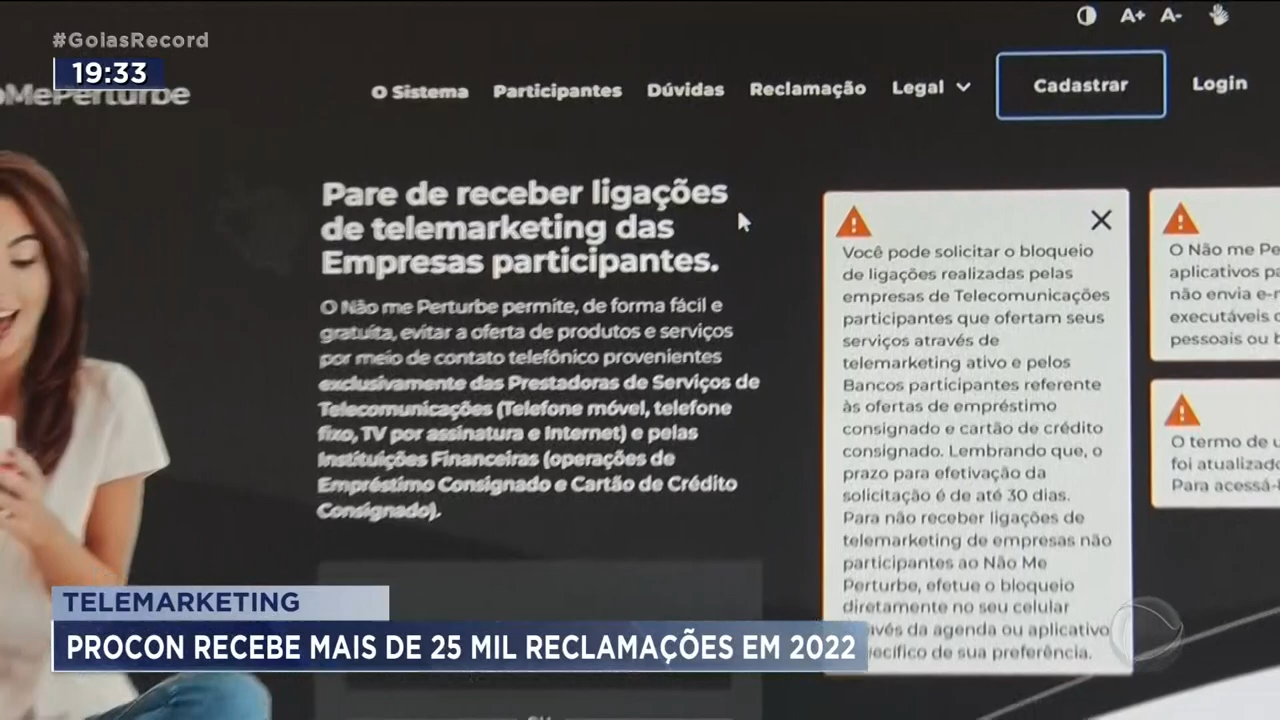 #GoiasRecord
19:33
oMePerturbe
A+ A-
O Sistema Participantes Dúvidas Reclamação Legal Cadastrar Login
Pare de receber ligações
de telemarketing das
Empresas participantes.
O Não me Perturbe permite, de forma fácil e
gratuita, evitar a oferta de produtos e serviços
por meio de contato telefônico provenientes
exclusivamente das Prestadoras de Serviços de
Telecomunicações (Telefone móvel, telefone
fixo, TV por assinatura e Internet) e pelas
Instituições Financeiras (operações de
Empréstimo Consignado e Cartão de Crédito
Consignado).
Você pode solicitar o bloqueio
de ligações realizadas pelas
empresas de Telecomunicações
participantes que ofertam seus
serviços através de
telemarketing ativo e pelos
Bancos participantes referente
às ofertas de empréstimo
consignado e cartão de crédito
consignado. Lembrando que, o
prazo para efetivação da
solicitação é de até 30 dias.
Para não receber ligações de
telemarketing de empresas não
participantes ao Não Me
Perturbe, efetue o bloqueio
diretamente no seu celular
avés da agenda ou aplicativo
ecífico de sua preferência.
O Não me Pe
aplicativos pa
não envia e-
executáveis
pessoais ou
O termo de
foi atualizado
Para acessá-
TELEMARKETING
PROCON RECEBE MAIS DE 25 MIL RECLAMAÇÕES EM 2022